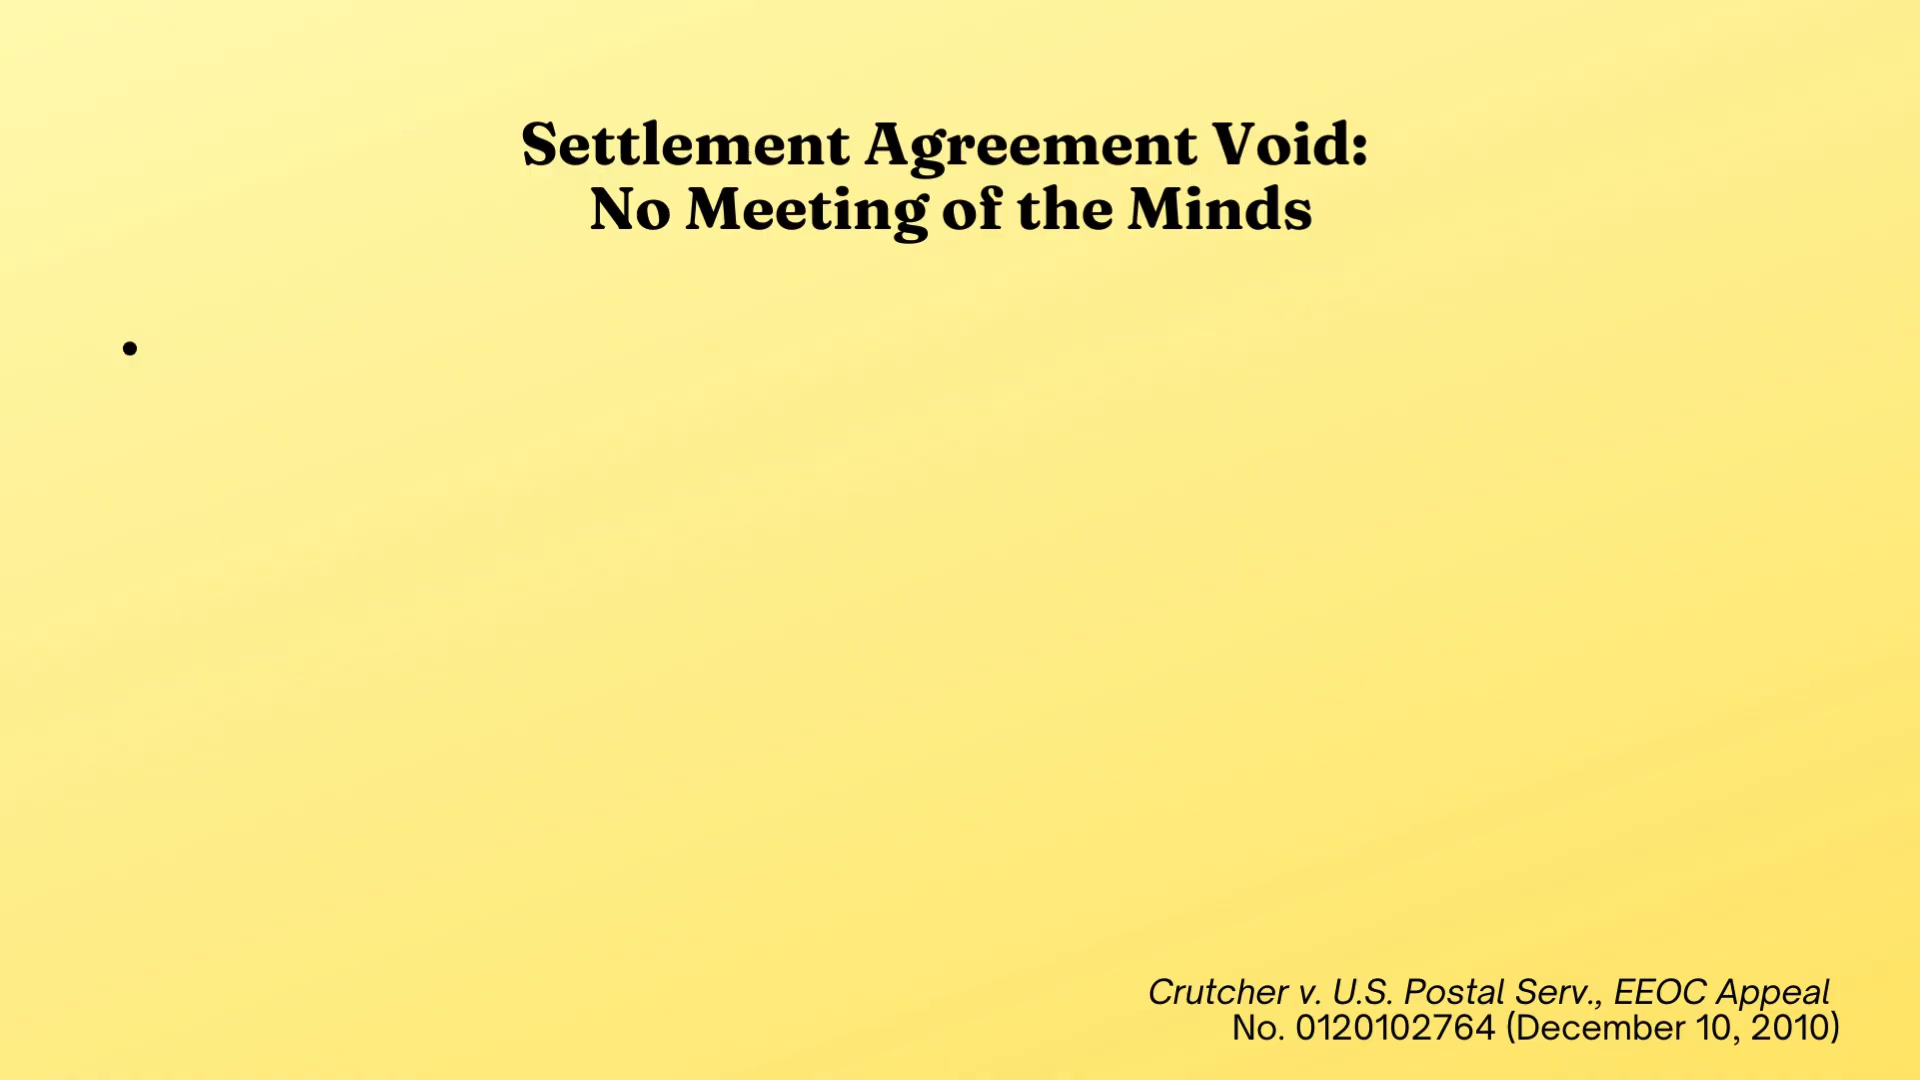 Settlement Agreement Void:
No Meeting of the Minds
•
Crutcher v. U.S. Postal Serv., EEOC Appeal
No. 0120102764 (December 10, 2010)